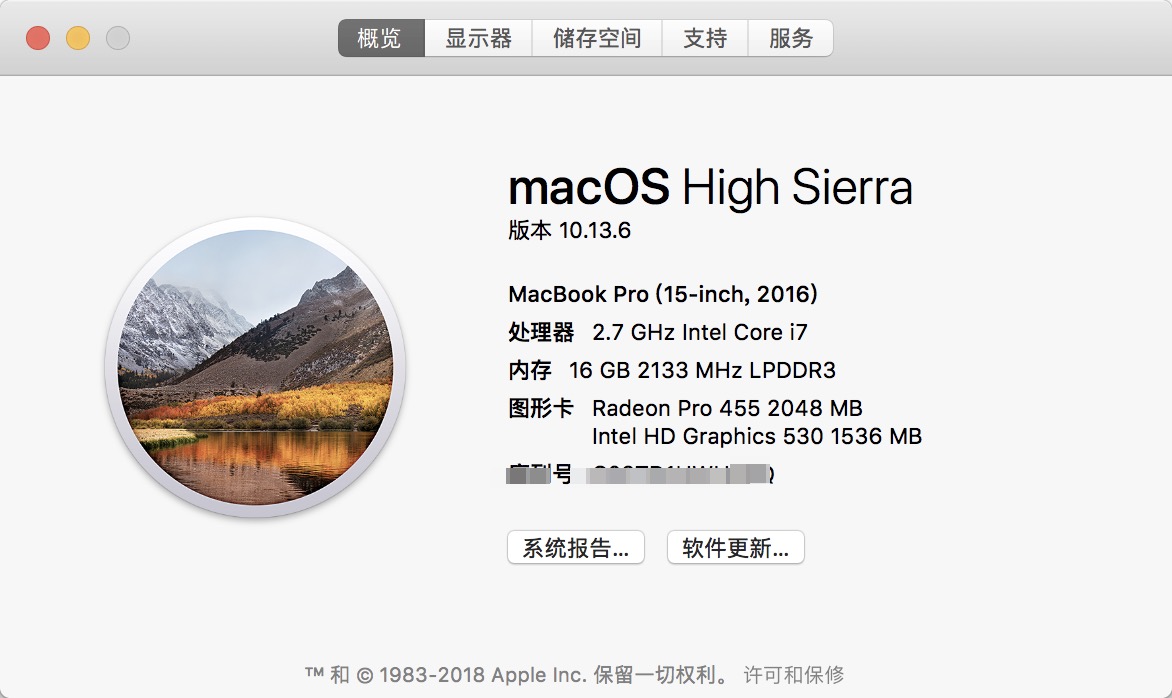 概览 显示器 储存空间 支持 服务
macOS High Sierra
版本 10.13.6
MacBook Pro (15-inch, 2016)
处理器 2.7 GHz Intel Core i7
内存 16 GB 2133 MHz LPDDR3
图形卡 Radeon Pro 455 2048 MB
Intel HD Graphics 530 1536 MB
号
系统报告... 软件更新...
™ 和 © 1983-2018 Apple Inc. 保留一切权利。 许可和保修